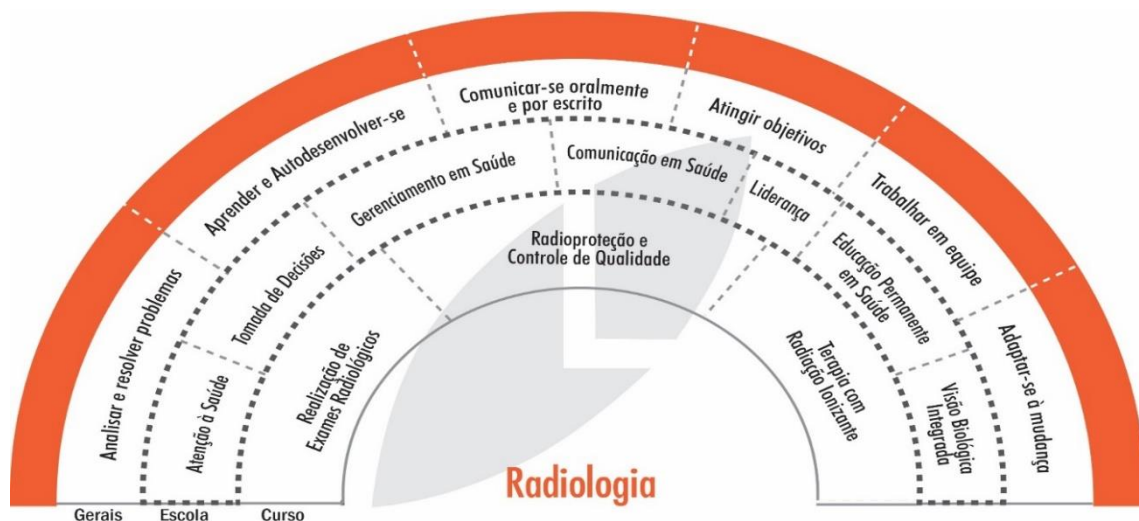 Analisar e resolver problemas
Aprender e Autodesenvolver-se
Comunicar-se oralmente
e por escrito
Atingir objetivos
Trabalhar em equipe
Adaptar-se à mudança
Atenção à Saúde
Tomada de Decisões
Gerenciamento em Saúde
Comunicação em Saúde
Liderança
Educação Permanente
em Saúde
Visão Biológica
Integrada
Realização de
Exames Radiológicos
Radioproteção e
Controle de Qualidade
Terapia com
Radiação Ionizante
Radiologia
Gerais
Escola
Curso